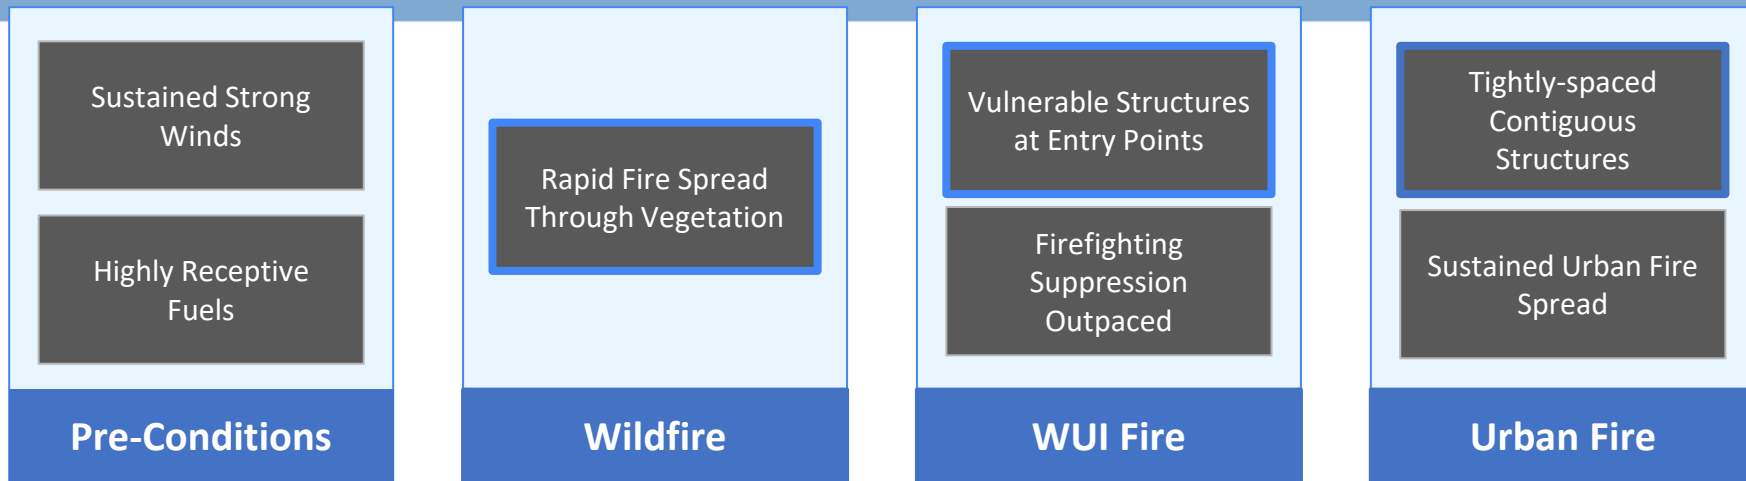 Sustained Strong
Winds
Highly Receptive
Fuels
Pre-Conditions
Rapid Fire Spread
Through Vegetation
Wildfire
Vulnerable Structures
at Entry Points
Firefighting
Suppression
Outpaced
WUI Fire
Tightly-spaced
Contiguous
Structures
Sustained Urban Fire
Spread
Urban Fire